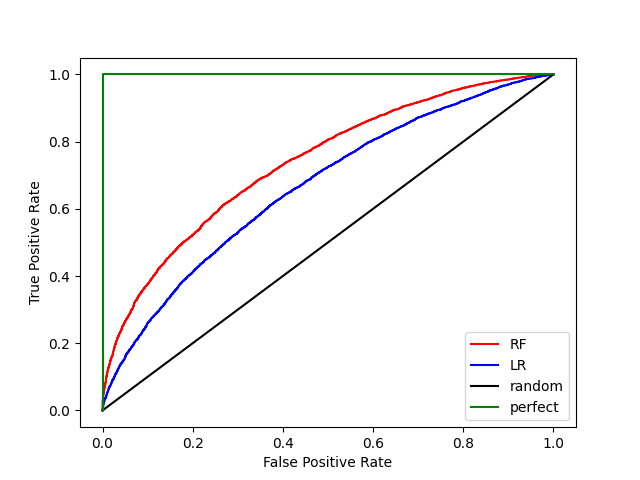 1.0
0.8
0.6
0.4
0.2
0.0
True Positive Rate
0.0 0.2 0.4 0.6 0.8 1.0
False Positive Rate
RF
LR
random
perfect